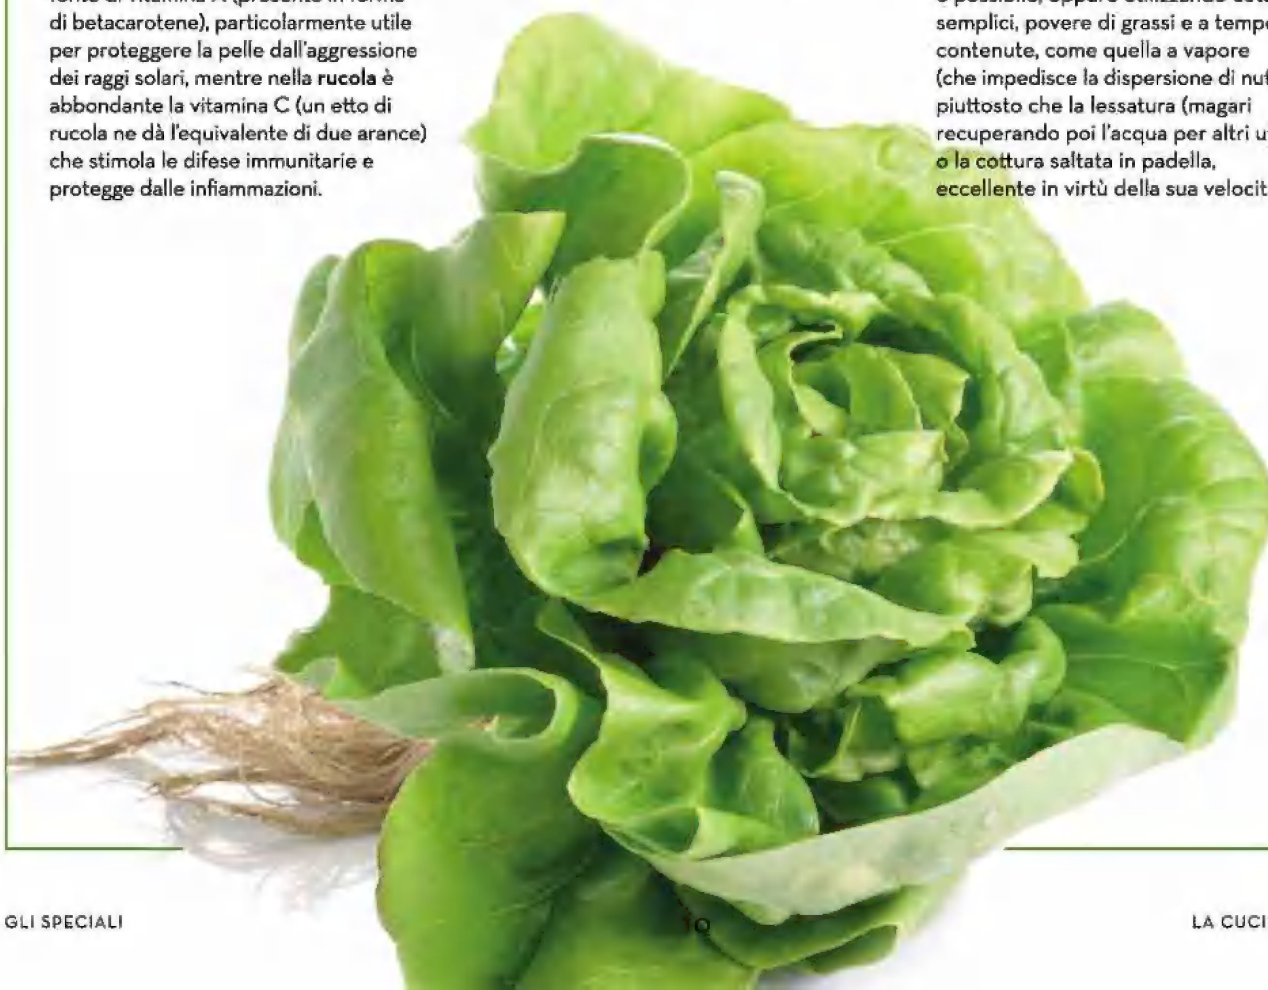 di betacarotene), particolarmente utile
per proteggere la pelle dall'aggressione
dei raggi solari, mentre nella rucola è
abbondante la vitamina C (un etto di
rucola ne dà l'equivalente di due arance)
che stimola le difese immunitarie e
protegge dalle infiammazioni.
semplici, povere di grassi e a tempe
contenute, come quella a vapore
(che impedisce la dispersione di nut
piuttosto che la lessatura (magari
recuperando poi l'acqua per altri u
o la cottura saltata in padella,
eccellente in virtù della sua velocit
GLI SPECIALI
10
LA CUCI